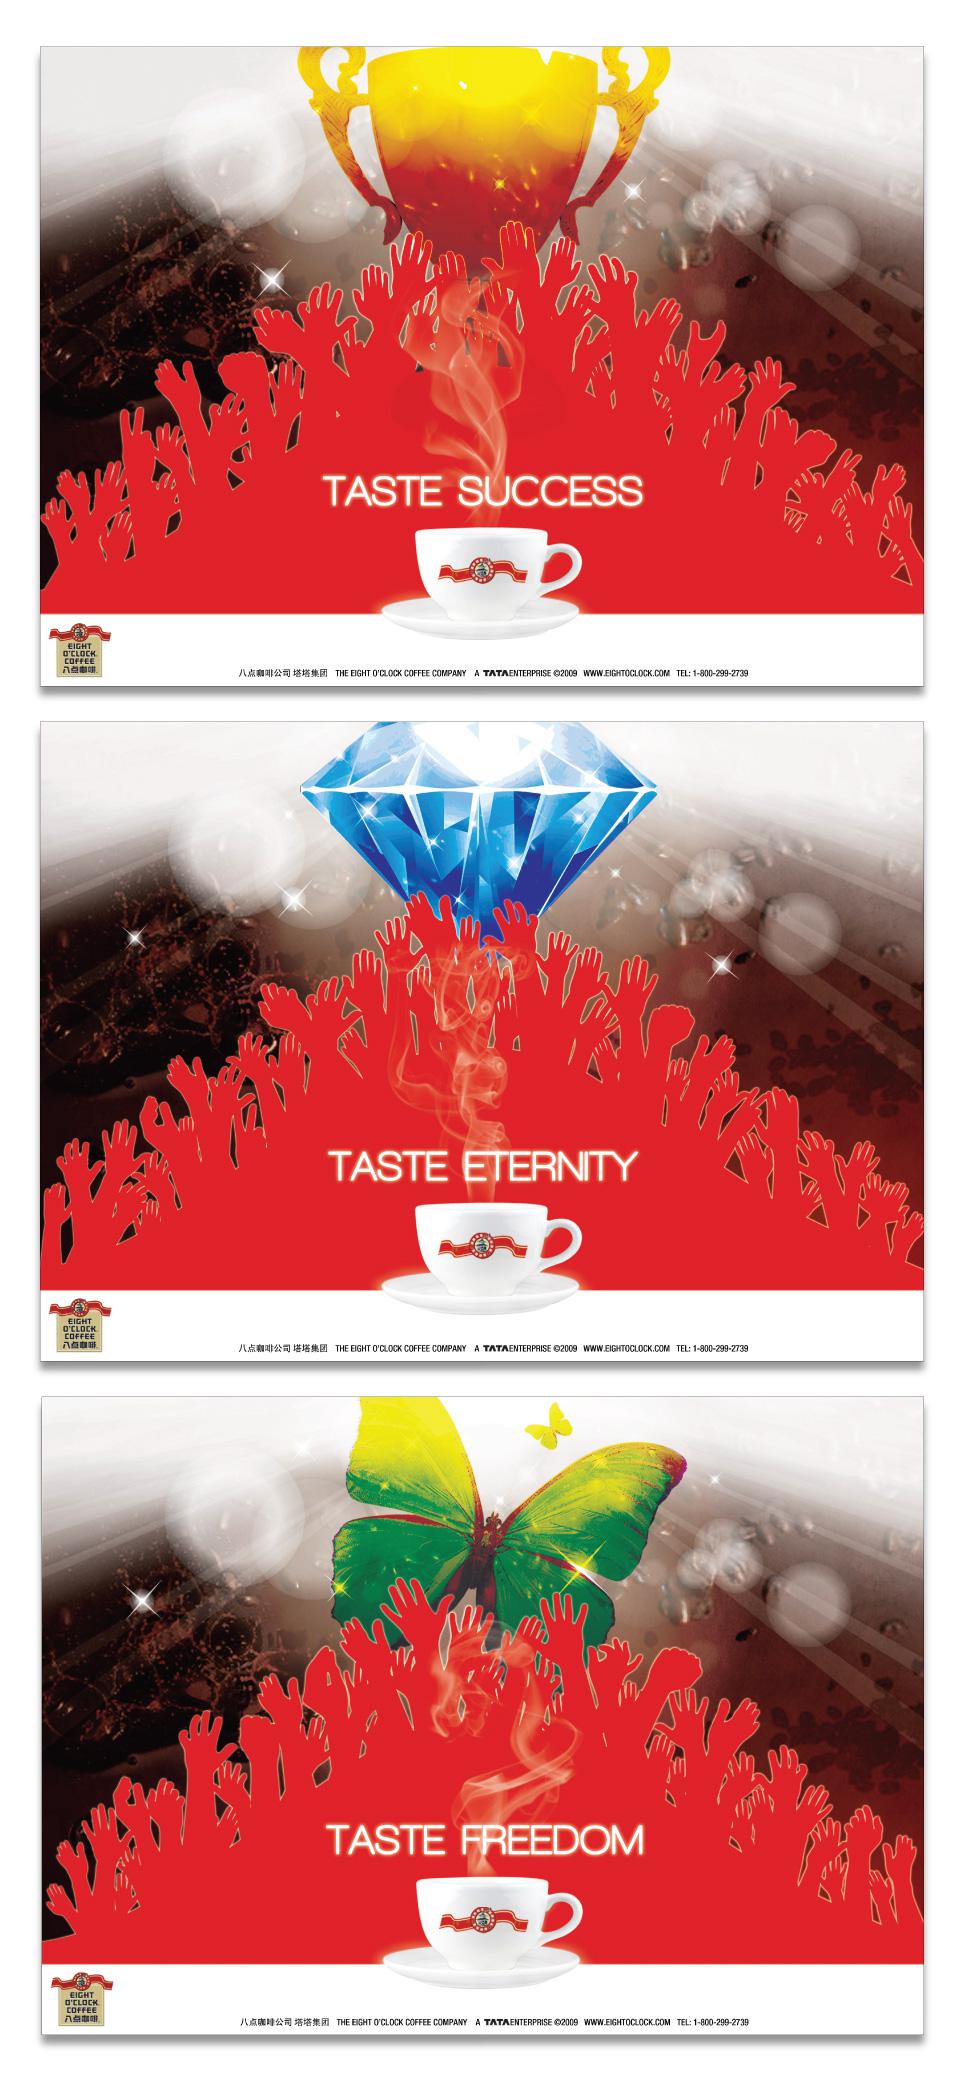 TASTE SUCCESS
EIGHT
O'CLOCK
COFFEE
八点咖啡
八点咖啡公司 塔塔集团 THE EIGHT O'CLOCK COFFEE COMPANY A TATA ENTERPRISE ©2009 WWW.EIGHTOCLOCK.COM TEL: 1-800-299-2739
TASTE ETERNITY
EIGHT
O'CLOCK
COFFEE
八点咖啡
八点咖啡公司 塔塔集团 THE EIGHT O'CLOCK COFFEE COMPANY A TATA ENTERPRISE ©2009 WWW.EIGHTOCLOCK.COM TEL: 1-800-299-2739
TASTE FREEDOM
EIGHT
O'CLOCK
COFFEE
八点咖啡
八点咖啡公司 塔塔集团 THE EIGHT O'CLOCK COFFEE COMPANY A TATA ENTERPRISE ©2009 WWW.EIGHTOCLOCK.COM TEL: 1-800-299-2739